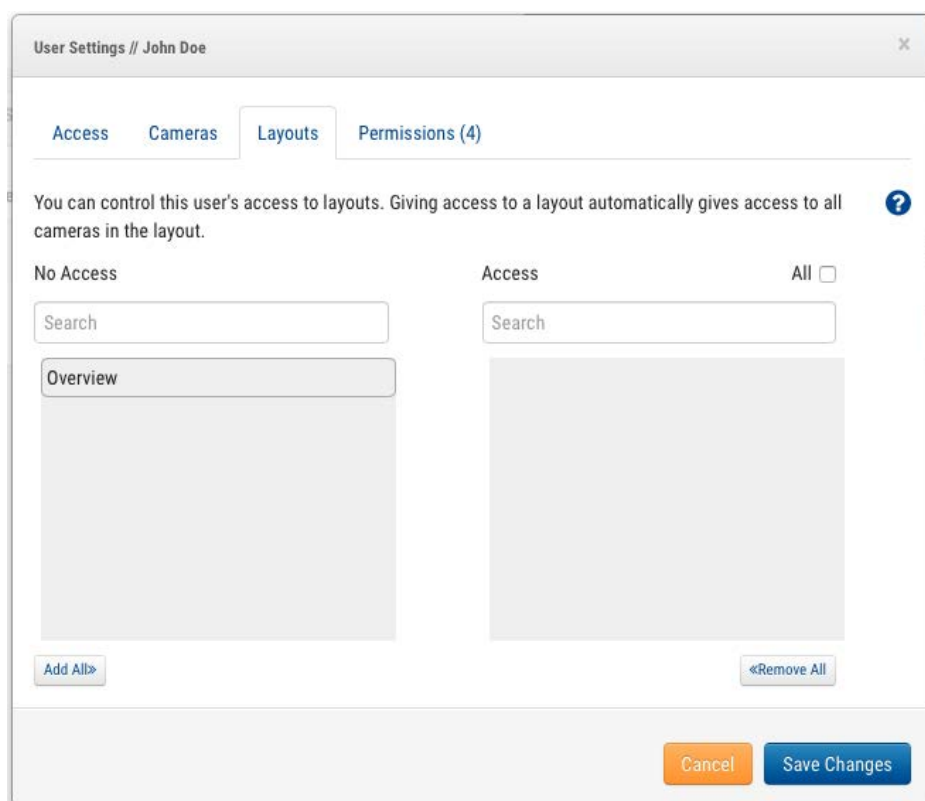 User Settings // John Doe
×
Access Cameras Layouts Permissions (4)
You can control this user's access to layouts. Giving access to a layout automatically gives access to all
cameras in the layout.
?
No Access
Access All
Search
Search
Overview
Add All»
«Remove All
Cancel Save Changes